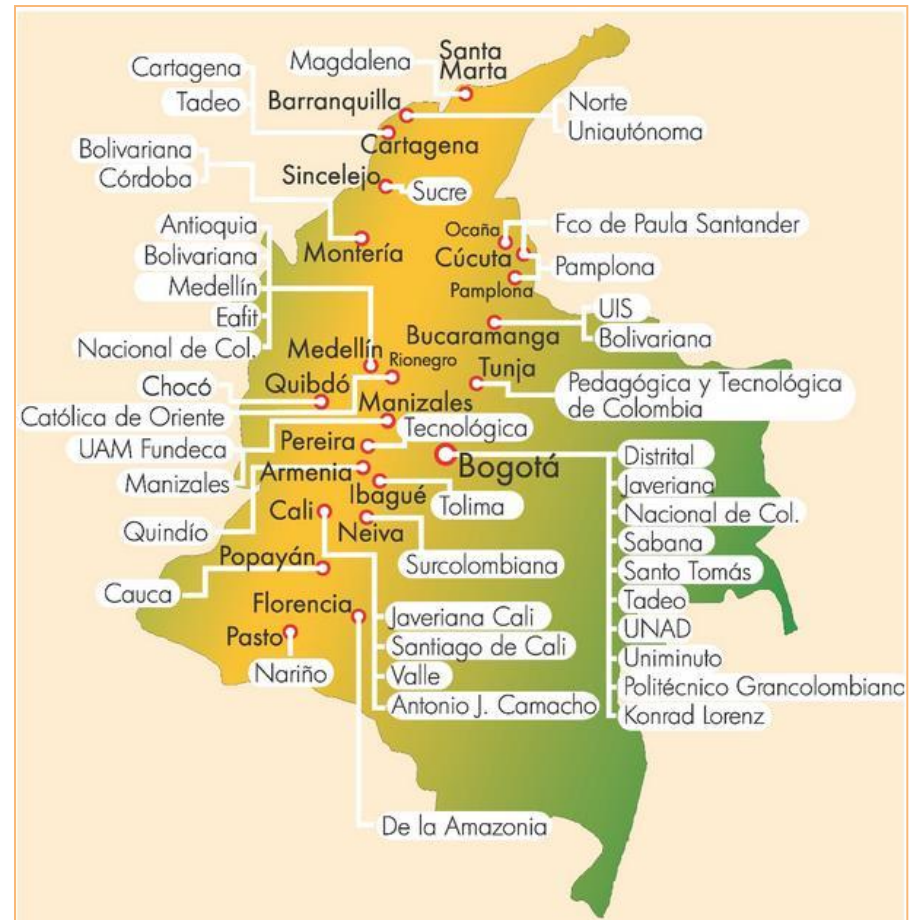 Santa
Marta
Magdalena
Cartagena
Tadeo
Barranquilla
Norte
Uniautónoma
Cartagena
Bolivariana
Córdoba
Sincelejo
Sucre
Antioquia
Bolivariana
Medellín
Eafit
Nacional de Col.
Montería
Ocaña
Cúcuta
Pamplona
Fco de Paula Santander
Pamplona
UIS
Bucaramanga
Bolivariana
Medellín
Rionegro
Tunja
Pedagógica y Tecnológica
de Colombia
Chocó
Quibdó
Católica de Oriente
Manizales
Tecnológica
UAM Fundeca
Pereira
Manizales
Armenia
Bogotá
Ibagué
Tolima
Quindío
Cali
Neiva
Surcolombiana
Popayán
Cauca
Florencia
Pasto
Nariño
Javeriana Cali
Santiago de Cali
Valle
Antonio J. Camacho
Distrital
Javeriana
Nacional de Col.
Sabana
Santo Tomás
Tadeo
UNAD
Uniminuto
Politécnico Grancolombiano
Konrad Lorenz
De la Amazonia